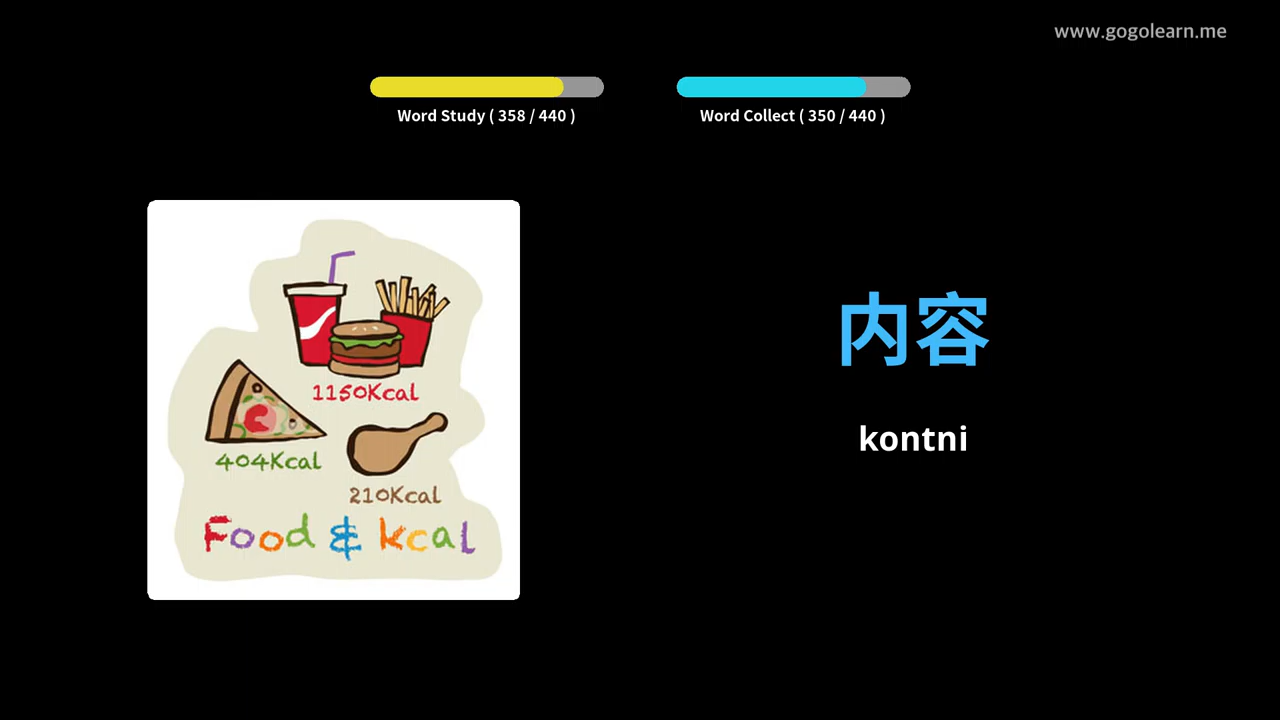 www.gogolearn.me
Word Study ( 358 / 440 )
Word Collect ( 350 / 440 )
1150Kcal
404Kcal
210Kcal
Food & kcal
内容
kontni